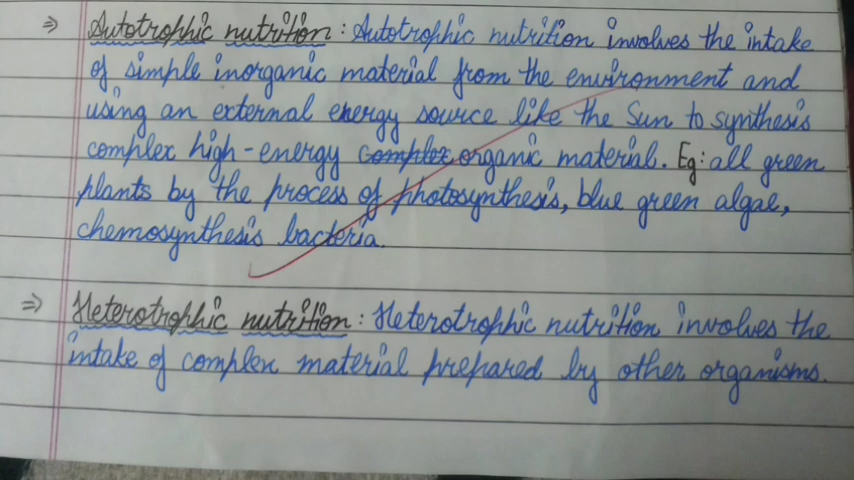 ⇒ Autotrophic nutrition : Autotrophic nutrition involves the intake
of simple inorganic material from the environment and
using an external energy source like the Sun to synthesis
complex high-energy complex organic material. Eg: all green
plants by the process of photosynthesis, blue green algae,
chemosynthesis bacteria.
⇒ Heterotrophic nutrition : Heterotrophic nutrition involves the
intake of complex material prepared by other organisms.